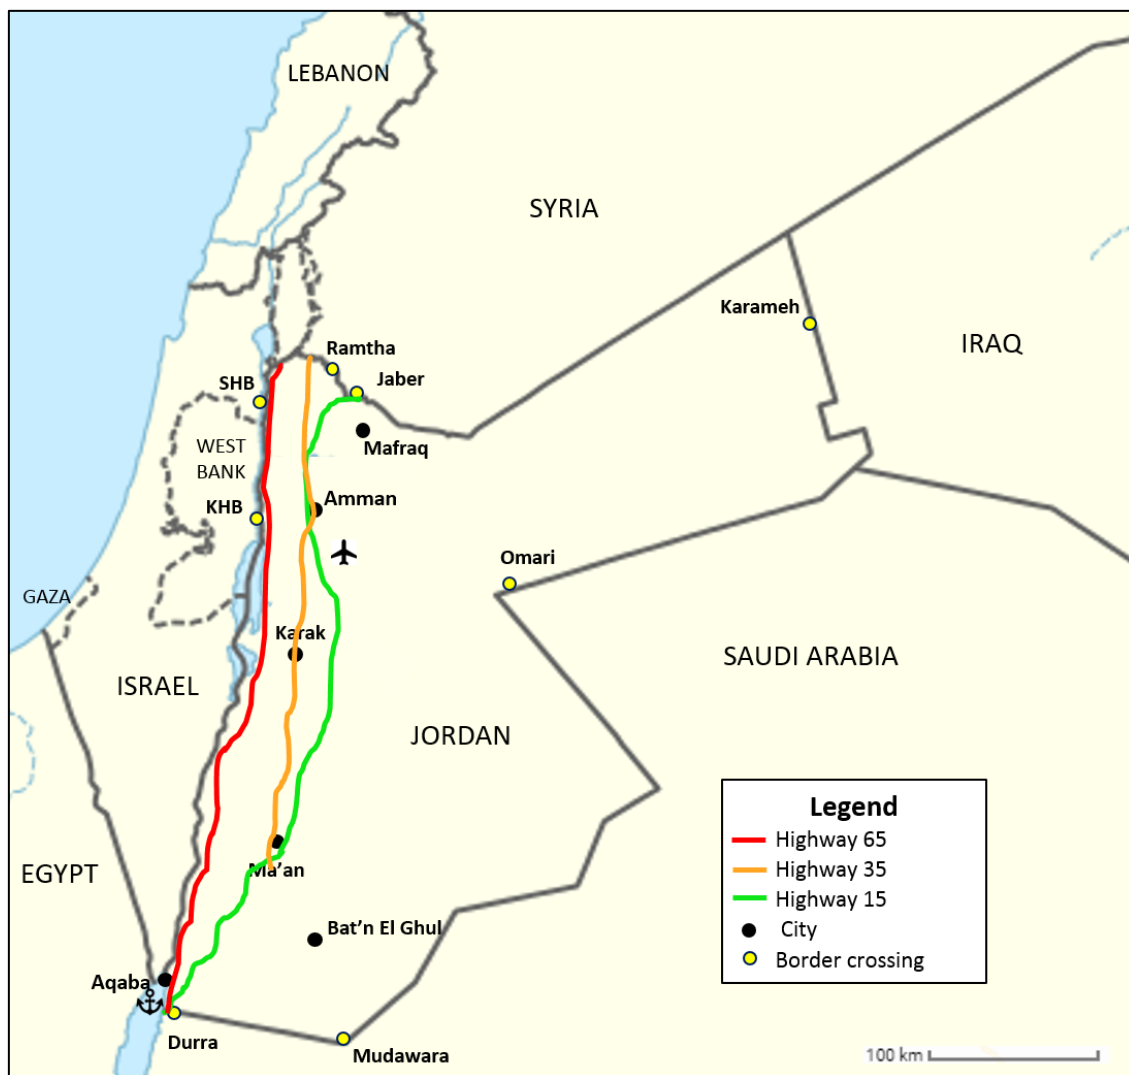 LEBANON
SYRIA
Karameh
IRAQ
Ramtha
Jaber
SHB
Mafraq
WEST
BANK
Amman
KHB
Omari
GAZA
Karak
SAUDI ARABIA
ISRAEL
JORDAN
Legend
Highway 65
Highway 35
Highway 15
City
Border crossing
EGYPT
Ma’an
Bat’n El Ghul
Aqaba
Durra
Mudawara
100 km